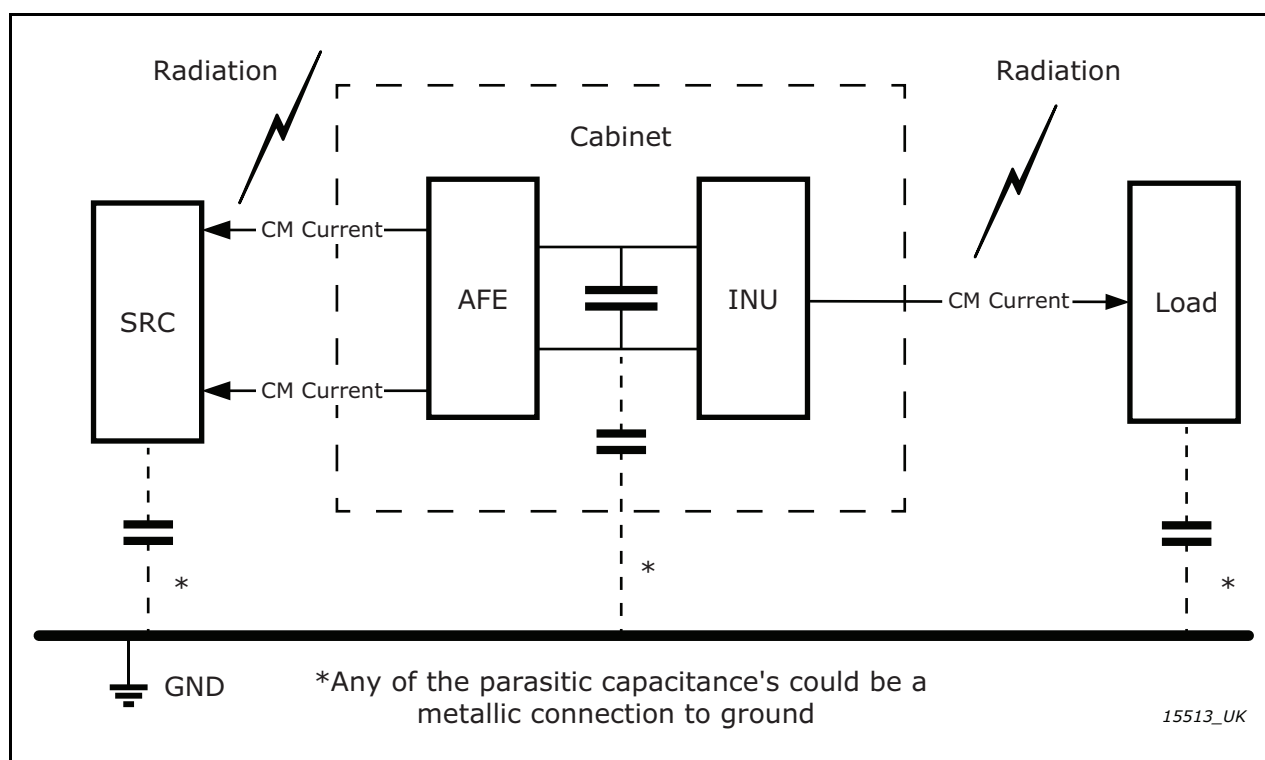 Radiation
Radiation
Cabinet
CM Current
SRC
AFE
INU
CM Current
Load
CM Current
*
*
*
GND
*Any of the parasitic capacitance's could be a
metallic connection to ground
15513_UK